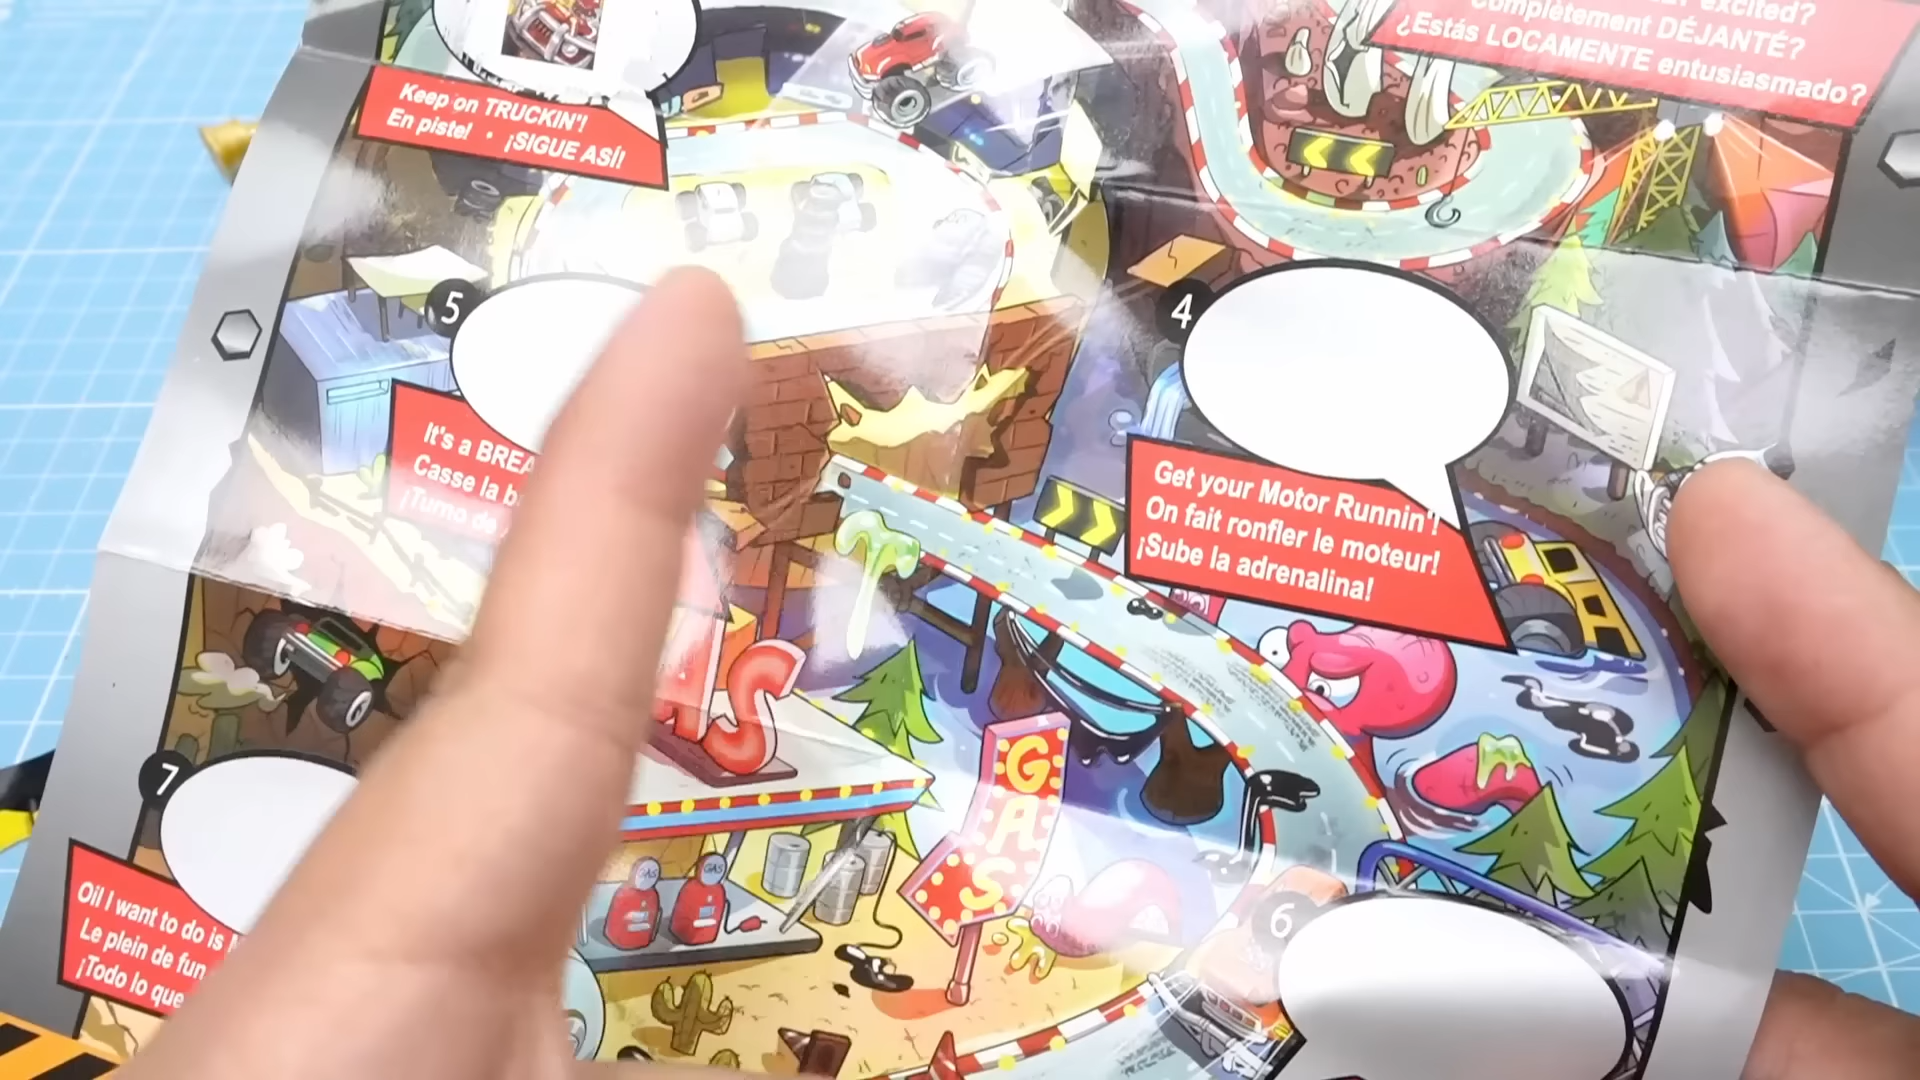 excited?
Complètement DÉJANTÉ?
¿Estás LOCAMENTE entusiasmado?
Keep on TRUCKIN'!
En piste! • ¡SIGUE ASÍ!
5
It's a
Casse la
¡Turno de
4
Get your Motor Runnin'!
On fait ronfler le moteur!
¡Sube la adrenalina!
GAS
GAS
GAS
7
Oil I want to do is
Le plein de fun
¡Todo lo que
6